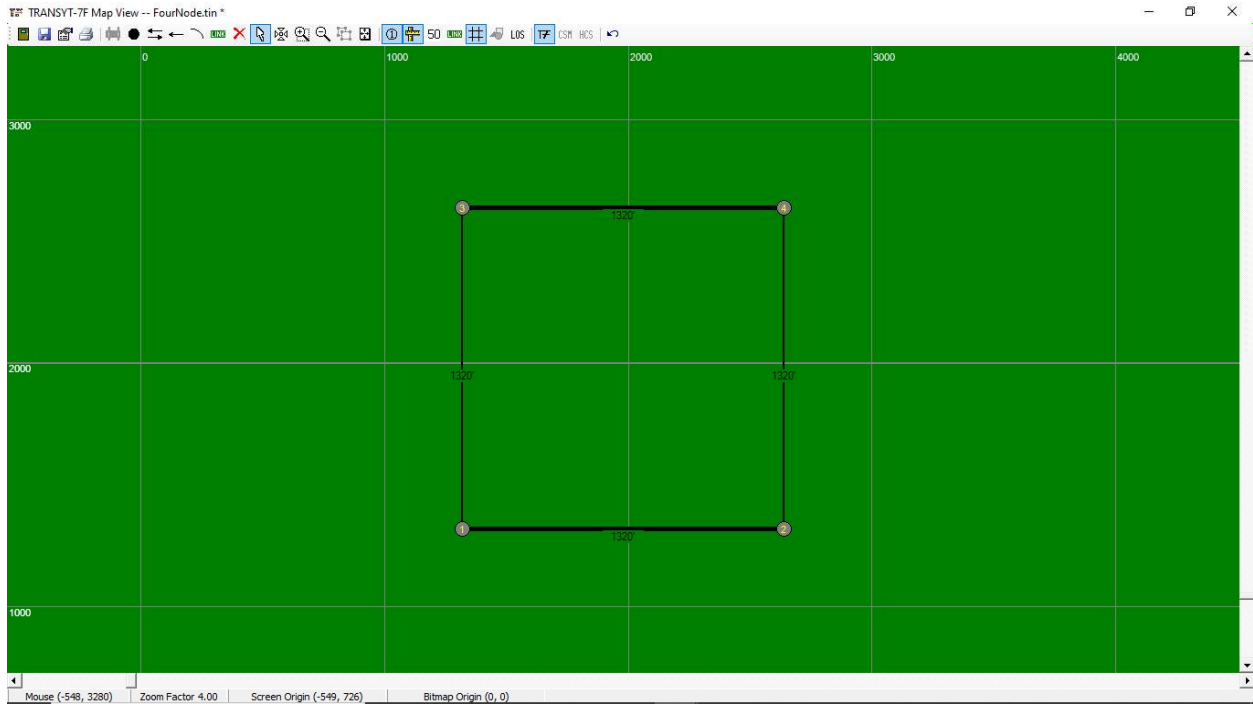 TRANSYT-7F Map View -- FourNode.tin *
50 LINK LOS T7F CSM HCS
0 1000 2000 3000 4000
3000
3 4
1320'
2000
1320' 1320'
1 2
1320'
1000
Mouse (-548, 3280) Zoom Factor 4.00 Screen Origin (-549, 726) Bitmap Origin (0, 0)